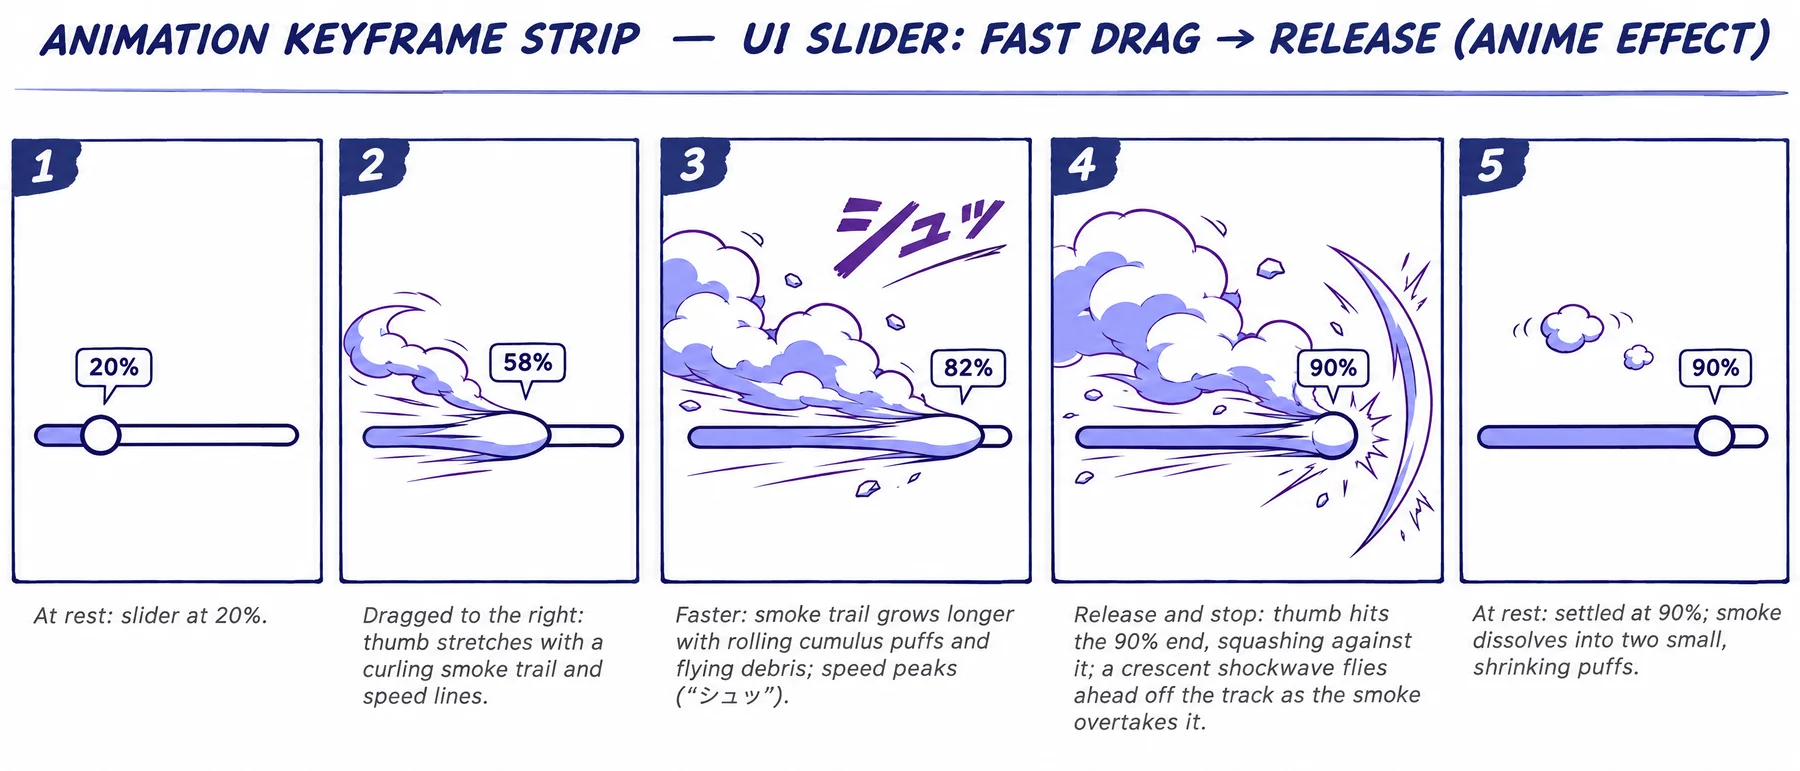 ANIMATION KEYFRAME STRIP — UI SLIDER: FAST DRAG → RELEASE (ANIME EFFECT)
1
20%
At rest: slider at 20%.
2
58%
Dragged to the right:
thumb stretches with a
curling smoke trail and
speed lines.
3
シュッ
82%
Faster: smoke trail grows longer
with rolling cumulus puffs and
flying debris; speed peaks
(“シュッ”).
4
90%
Release and stop: thumb hits
the 90% end, squashing against
it; a crescent shockwave flies
ahead off the track as the smoke
overtakes it.
5
90%
At rest: settled at 90%; smoke
dissolves into two small,
shrinking puffs.